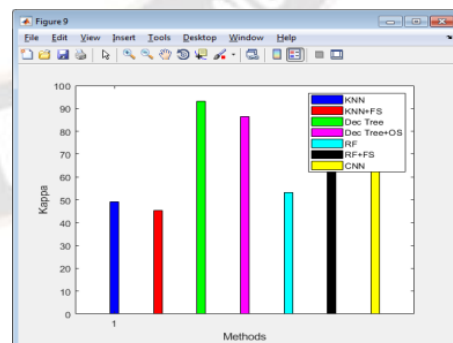 Figure 9
File Edit View Insert Tools Desktop Window Help
100
90
80
70
60
50
40
30
20
10
0
Kappa
KNN
KNN+FS
Dec Tree
Dec Tree+OS
RF
RF+FS
CNN
1
Methods